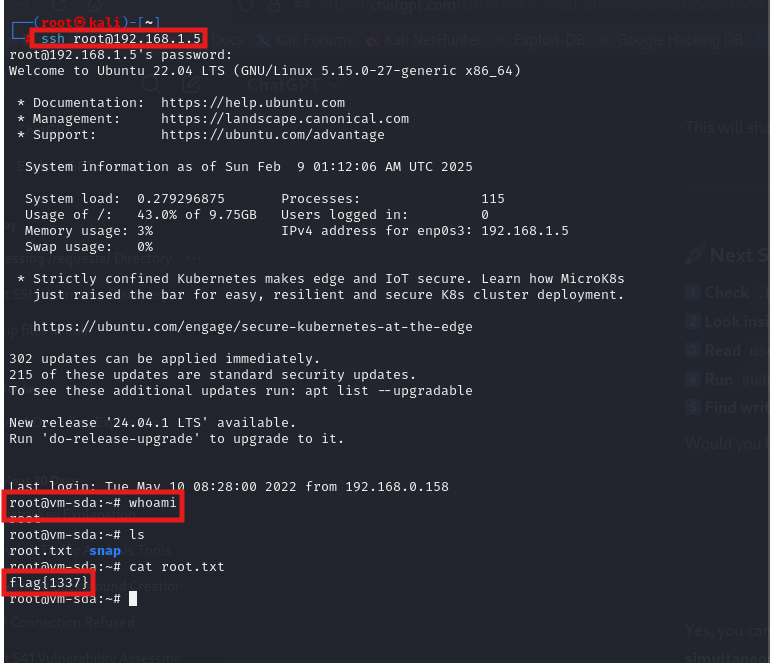 ┌──(root㉿kali)-[~]
└─# ssh root@192.168.1.5
root@192.168.1.5's password:
Welcome to Ubuntu 22.04 LTS (GNU/Linux 5.15.0-27-generic x86_64)
* Documentation:  https://help.ubuntu.com
* Management:     https://landscape.canonical.com
* Support:        https://ubuntu.com/advantage
System information as of Sun Feb  9 01:12:06 AM UTC 2025
System load:  0.279296875      Processes:               115
Usage of /:   43.0% of 9.75GB   Users logged in:         0
Memory usage: 3%                IPv4 address for enp0s3: 192.168.1.5
Swap usage:   0%
* Strictly confined Kubernetes makes edge and IoT secure. Learn how MicroK8s
just raised the bar for easy, resilient and secure K8s cluster deployment.
https://ubuntu.com/engage/secure-kubernetes-at-the-edge
302 updates can be applied immediately.
215 of these updates are standard security updates.
To see these additional updates run: apt list --upgradable
New release '24.04.1 LTS' available.
Run 'do-release-upgrade' to upgrade to it.
Last login: Tue May 10 08:28:00 2022 from 192.168.0.158
root@vm-sda:~# whoami
root
root@vm-sda:~# ls
root.txt  snap
root@vm-sda:~# cat root.txt
flag{1337}
root@vm-sda:~#